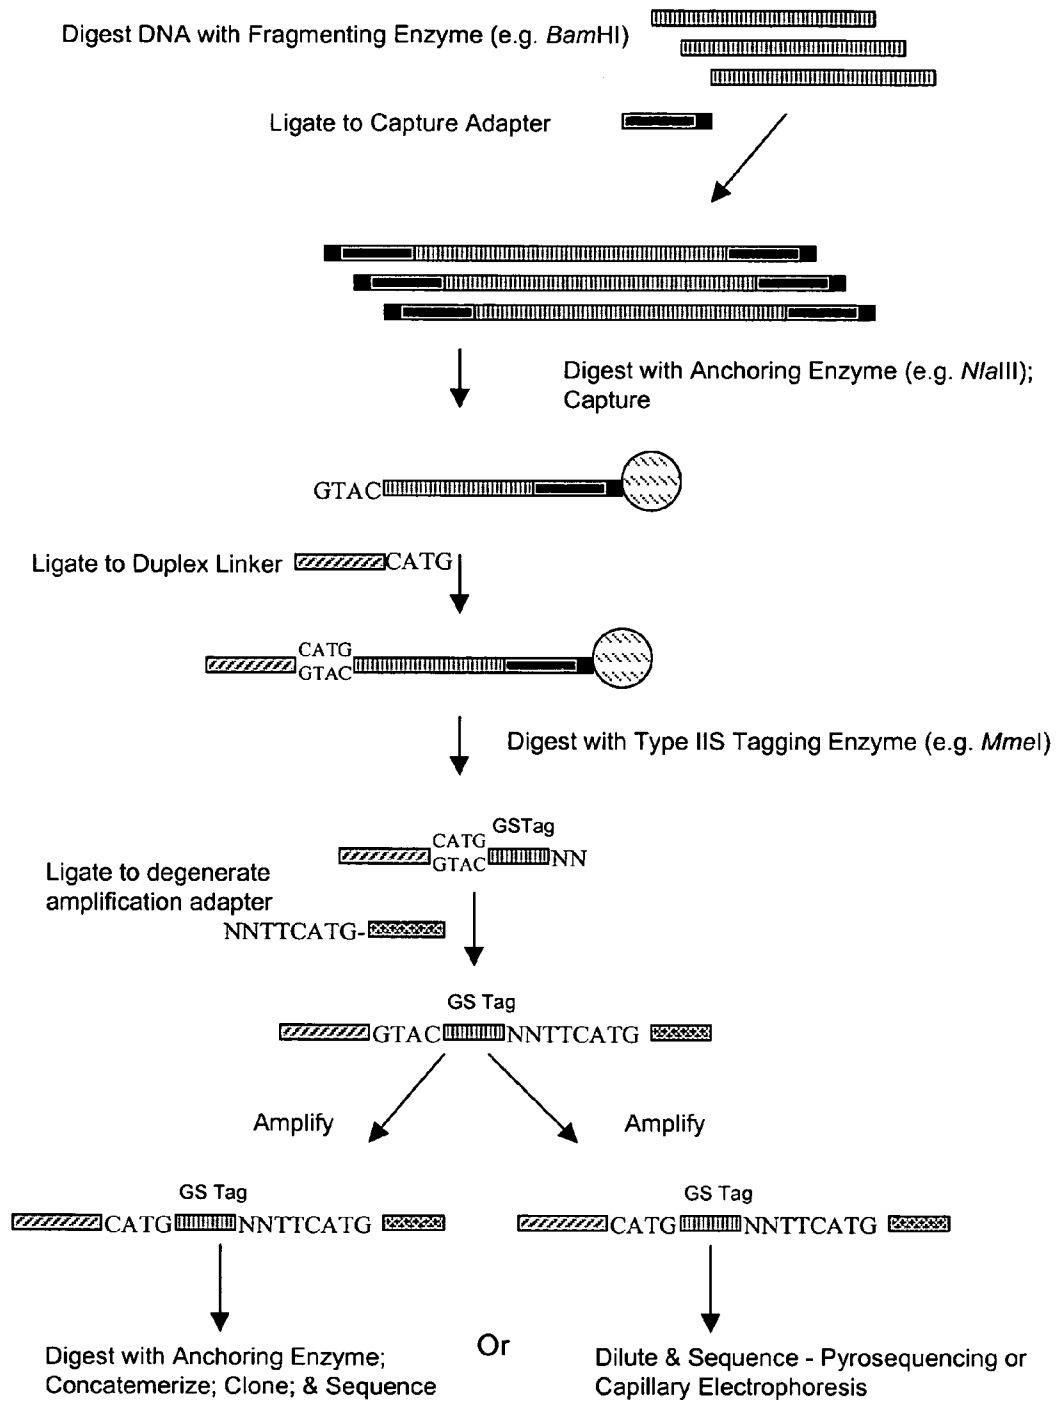 Digest DNA with Fragmenting Enzyme (e.g. BamHI)
Ligate to Capture Adapter
Digest with Anchoring Enzyme (e.g. NlaIII);
Capture
GTAC
Ligate to Duplex Linker
CATG
CATG
GTAC
Digest with Type IIS Tagging Enzyme (e.g. MmeI)
GSTag
CATG
GTAC
NN
Ligate to degenerate
amplification adapter
NNTTCATG-
GS Tag
GTAC
NNTTCATG
Amplify
Amplify
GS Tag
CATG
NNTTCATG
GS Tag
CATG
NNTTCATG
Digest with Anchoring Enzyme;
Concatemerize; Clone; & Sequence
Or
Dilute & Sequence - Pyrosequencing or
Capillary Electrophoresis